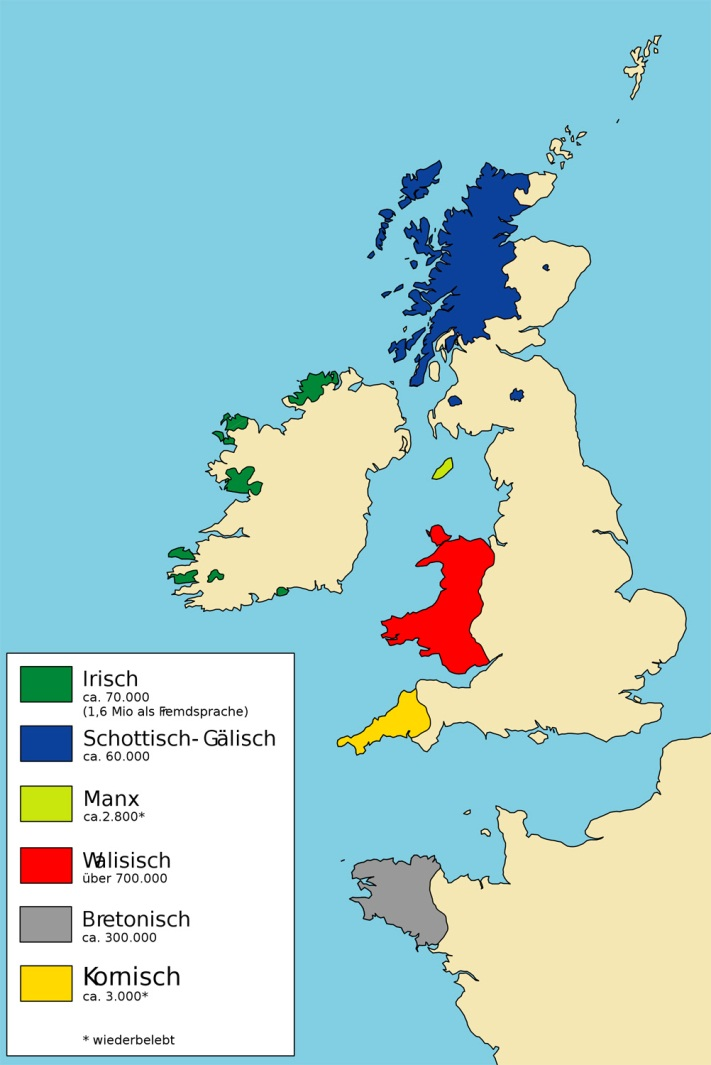 Irisch
ca. 70.000
(1,6 Mio als Fremdsprache)
Schottisch-Gälisch
ca. 60.000
Manx
ca.2.800*
Walisisch
über 700.000
Bretonisch
ca. 300.000
Kornisch
ca. 3.000*
* wiederbelebt